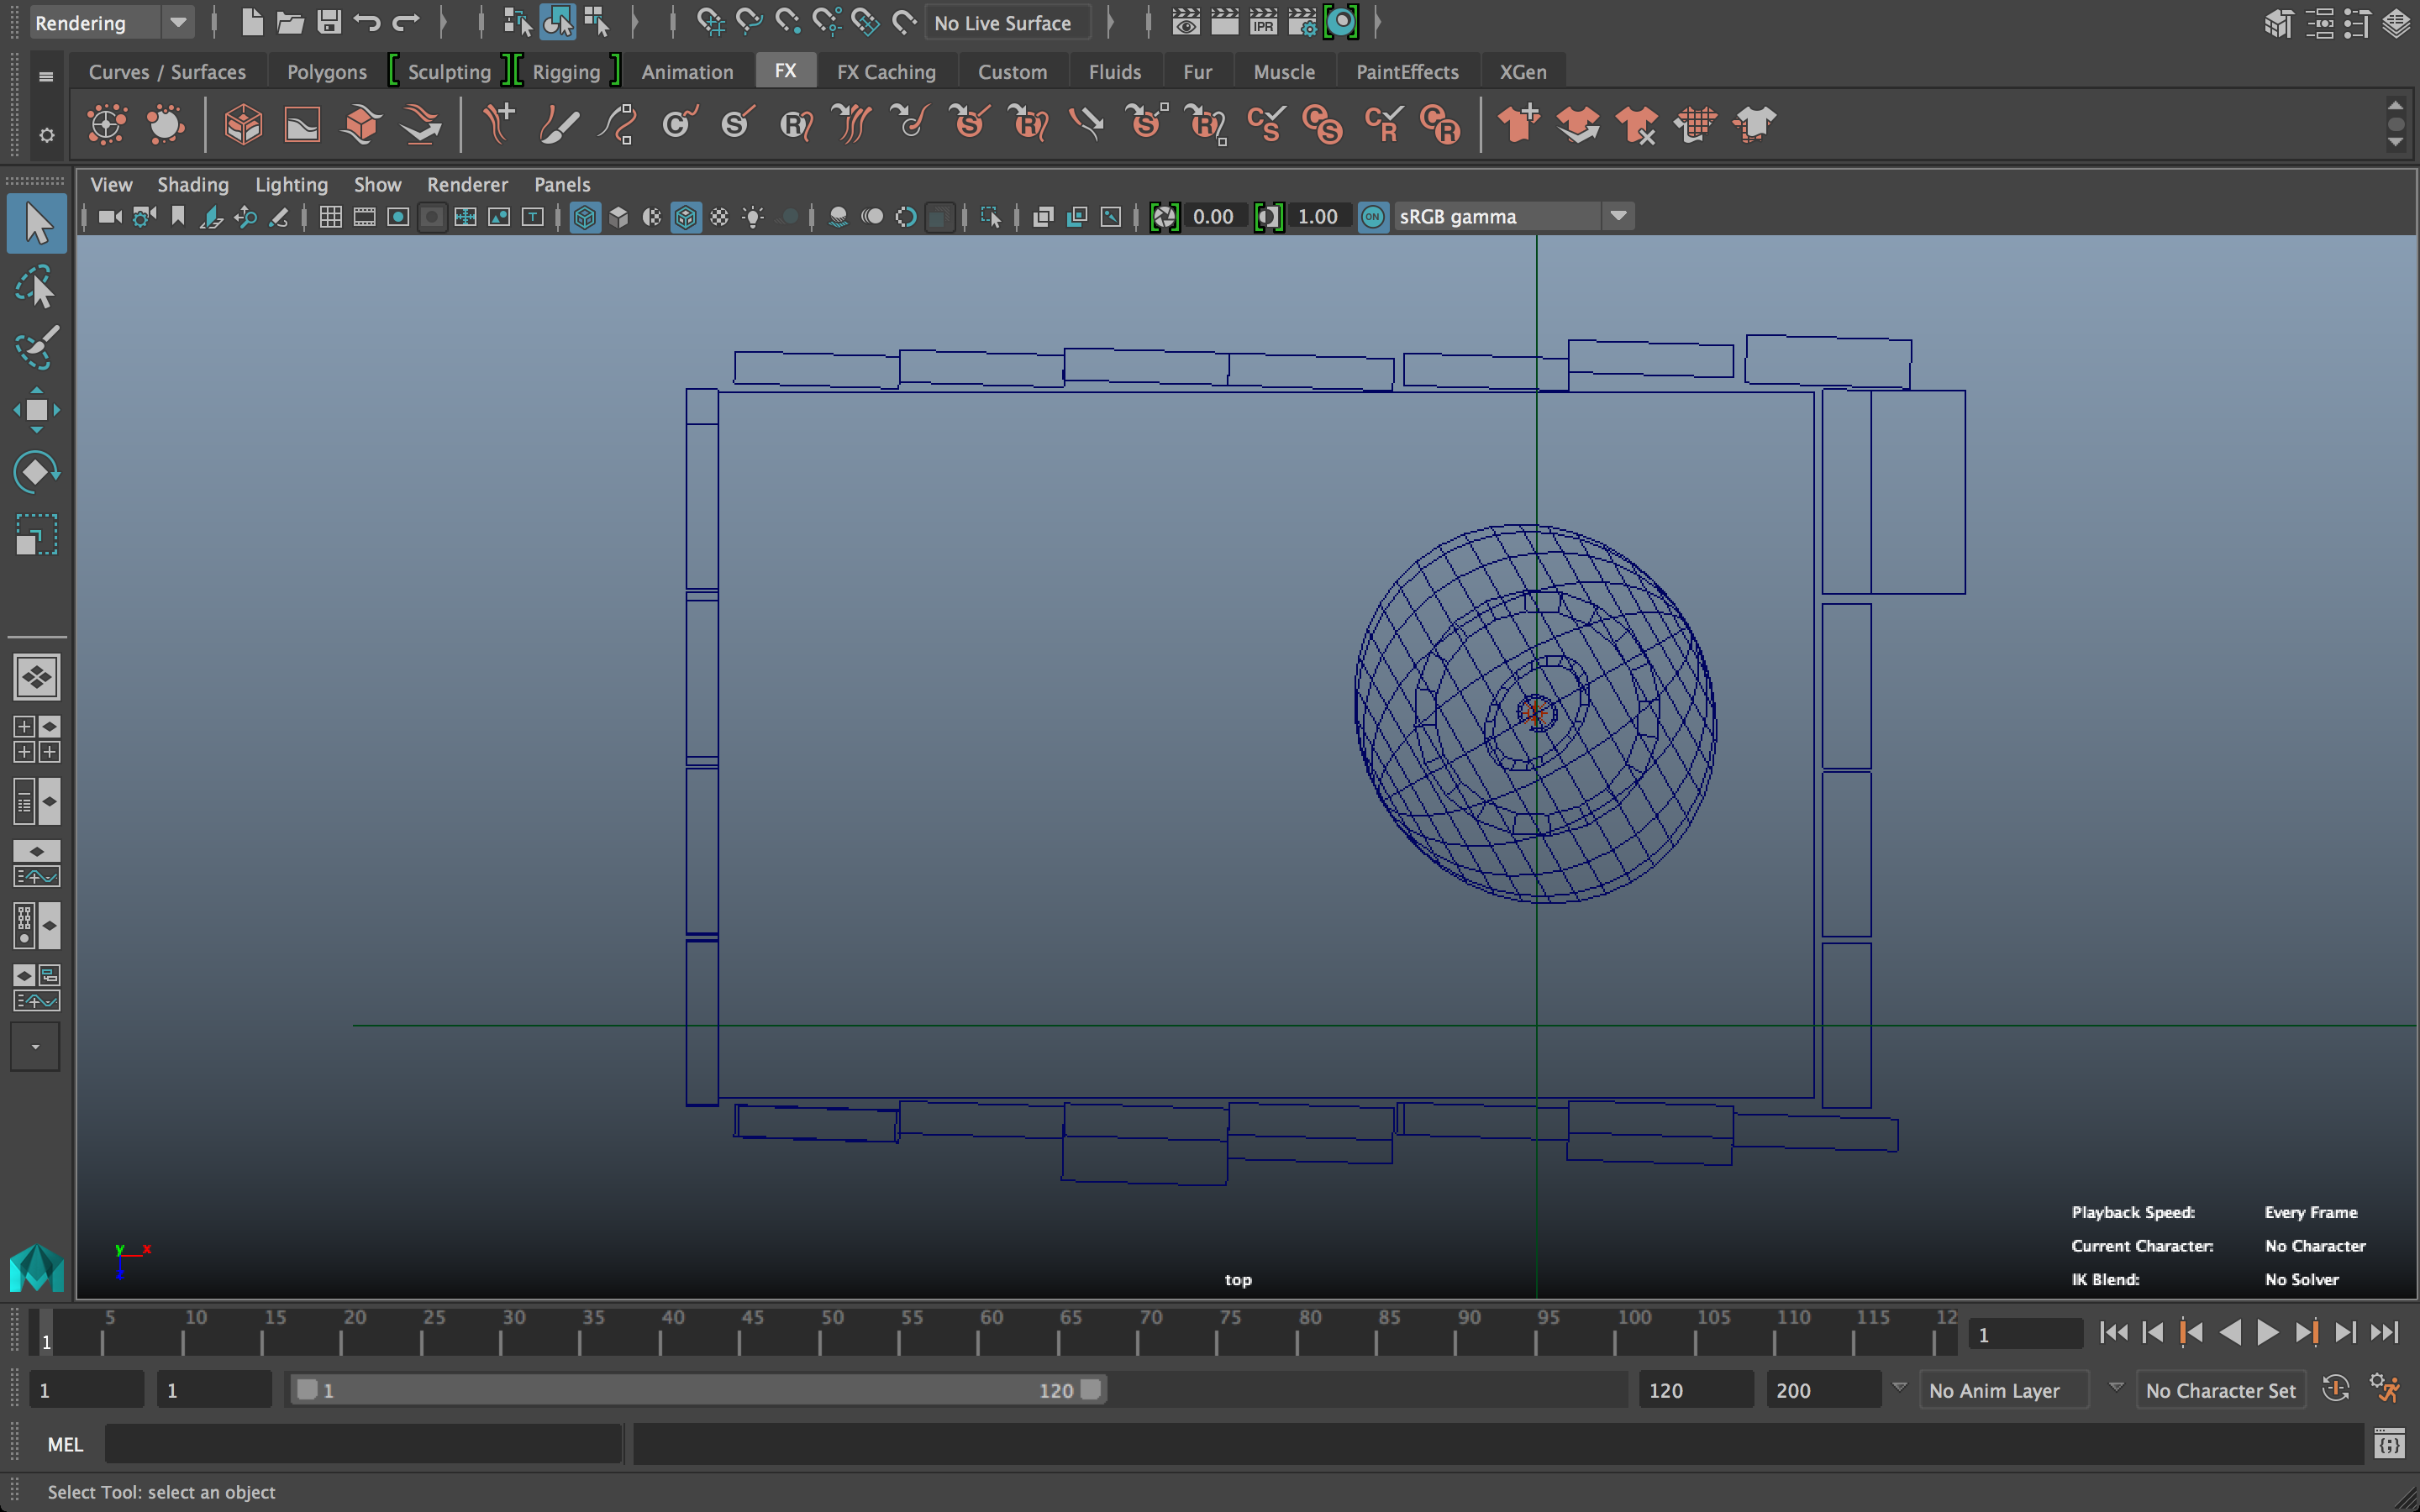 Rendering
No Live Surface
IPR
Curves / Surfaces Polygons Sculpting Rigging Animation FX FX Caching Custom Fluids Fur Muscle PaintEffects XGen
View Shading Lighting Show Renderer Panels
0.00 1.00 ON sRGB gamma
Playback Speed: Every Frame
Current Character: No Character
IK Blend: No Solver
y x
z
top
5 10 15 20 25 30 35 40 45 50 55 60 65 70 75 80 85 90 95 100 105 110 115 12
1 1
1 1 1 120 120 200 No Anim Layer No Character Set
MEL
Select Tool: select an object